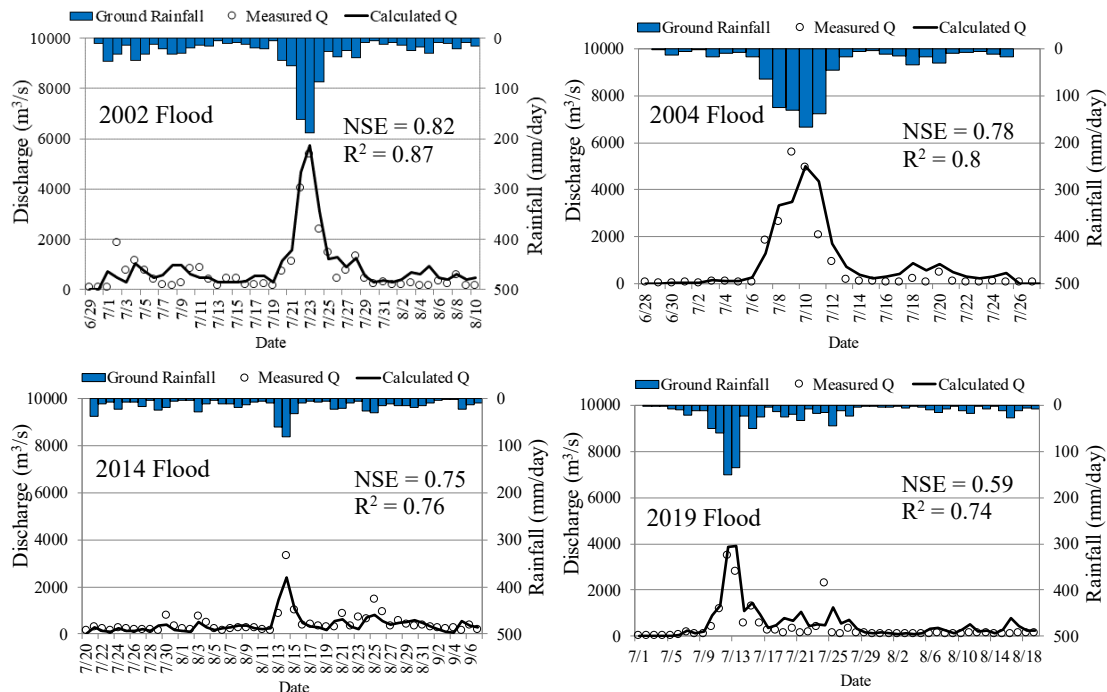 Ground Rainfall Measured Q Calculated Q
10000
8000
6000
4000
2000
0
Discharge (m³/s)
0
100
200
300
400
500
Rainfall (mm/day)
2002 Flood
NSE = 0.82
R² = 0.87
6/29 7/1 7/3 7/5 7/7 7/9 7/11 7/13 7/15 7/17 7/19 7/21 7/23 7/25 7/27 7/29 7/31 8/2 8/4 8/6 8/8 8/10
Date
Ground Rainfall Measured Q Calculated Q
10000
8000
6000
4000
2000
0
Discharge (m³/s)
0
100
200
300
400
500
Rainfall (mm/day)
2004 Flood
NSE = 0.78
R² = 0.8
6/28 6/30 7/2 7/4 7/6 7/8 7/10 7/12 7/14 7/16 7/18 7/20 7/22 7/24 7/26
Date
Ground Rainfall Measured Q Calculated Q
10000
8000
6000
4000
2000
0
Discharge (m³/s)
0
100
200
300
400
500
Rainfall (mm/day)
2014 Flood
NSE = 0.75
R² = 0.76
7/20 7/22 7/24 7/26 7/28 7/30 8/1 8/3 8/5 8/7 8/9 8/11 8/13 8/15 8/17 8/19 8/21 8/23 8/25 8/27 8/29 8/31 9/2 9/4 9/6
Date
Ground Rainfall Measured Q Calculated Q
10000
8000
6000
4000
2000
0
Discharge (m³/s)
0
100
200
300
400
500
Rainfall (mm/day)
2019 Flood
NSE = 0.59
R² = 0.74
7/1 7/5 7/9 7/13 7/17 7/21 7/25 7/29 8/2 8/6 8/10 8/14 8/18
Date